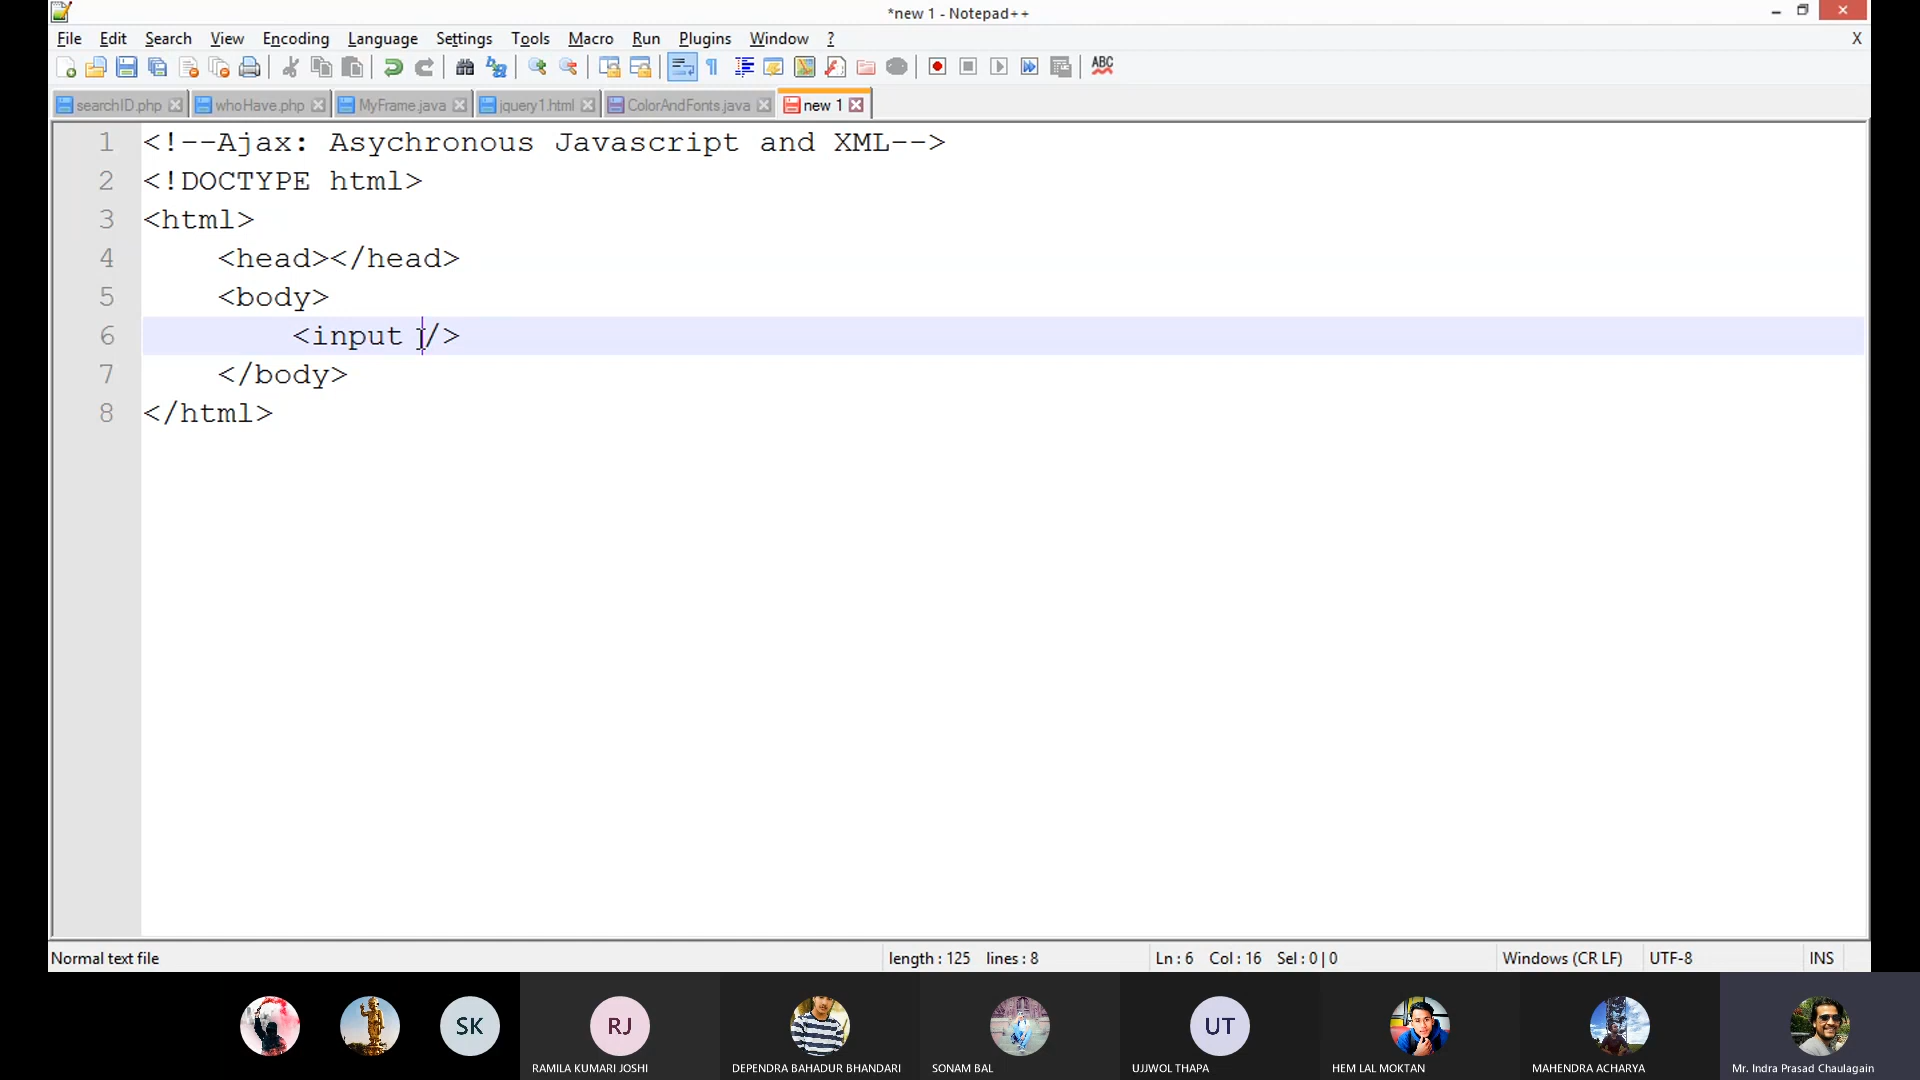 *new 1 - Notepad++
File Edit Search View Encoding Language Settings Tools Macro Run Plugins Window ? X
ABC
searchID.php whoHave.php MyFrame.java jquery1.html ColorAndFonts.java new 1
1 <!--Ajax: Asychronous Javascript and XML-->
2 <!DOCTYPE html>
3 <html>
4 <head></head>
5 <body>
6 <input />
7 </body>
8 </html>
Normal text file length : 125 lines : 8 Ln : 6 Col : 16 Sel : 0 | 0 Windows (CR LF) UTF-8 INS
SK RJ UT
RAMILA KUMARI JOSHI DEPENDRA BAHADUR BHANDARI SONAM BAL UJJWOL THAPA HEM LAL MOKTAN MAHENDRA ACHARYA Mr. Indra Prasad Chaulagain